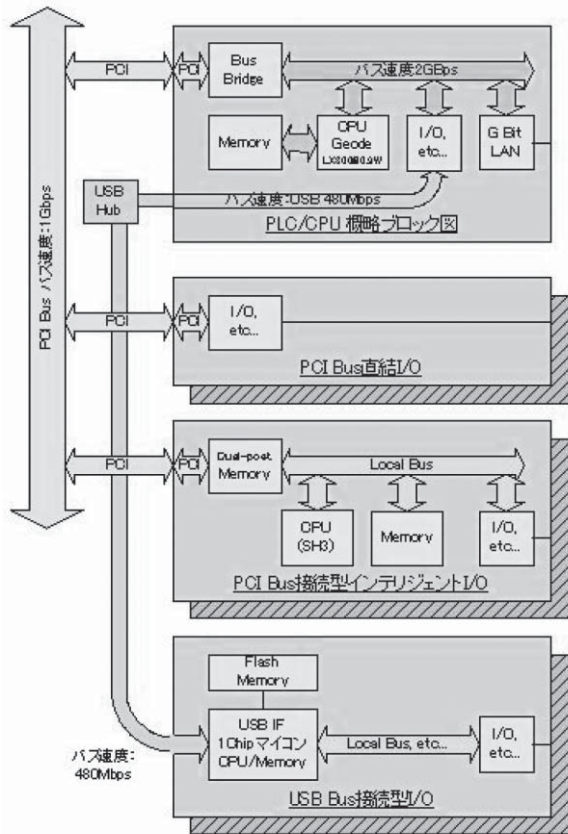 PCI
PCI
Bus
Bridge
バス速度2GBps
Memory
CPU
Geode
I/O,
etc...
G Bit
LAN
USB
Hub
バス速度:USB 480Mbps
PLC/CPU 概略ブロック図
PCI Bus バス速度:1Gbps
PCI
PCI
I/O,
etc...
PCI Bus直結I/O
PCI
PCI
Dual-port
Memory
Local Bus
CPU
(SH3)
Memory
I/O,
etc...
PCI Bus接続型インテリジェントI/O
Flash
Memory
USB IF
1Chip マイコン
CPU/Memory
Local Bus, etc...
I/O,
etc...
バス速度:
480Mbps
USB Bus接続型I/O